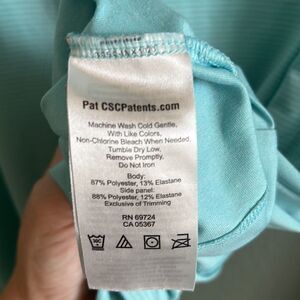 Pat CSCPatents.com
Machine Wash Cold Gentle,
With Like Colors,
Non-Chlorine Bleach When Needed
Tumble Dry Low,
Remove Promptly,
Do Not Iron
Body:
87% Polyester, 13% Elastane
Side panel:
88% Polyester, 12% Elastane
Exclusive of Trimming
RN 69724
CA 05367